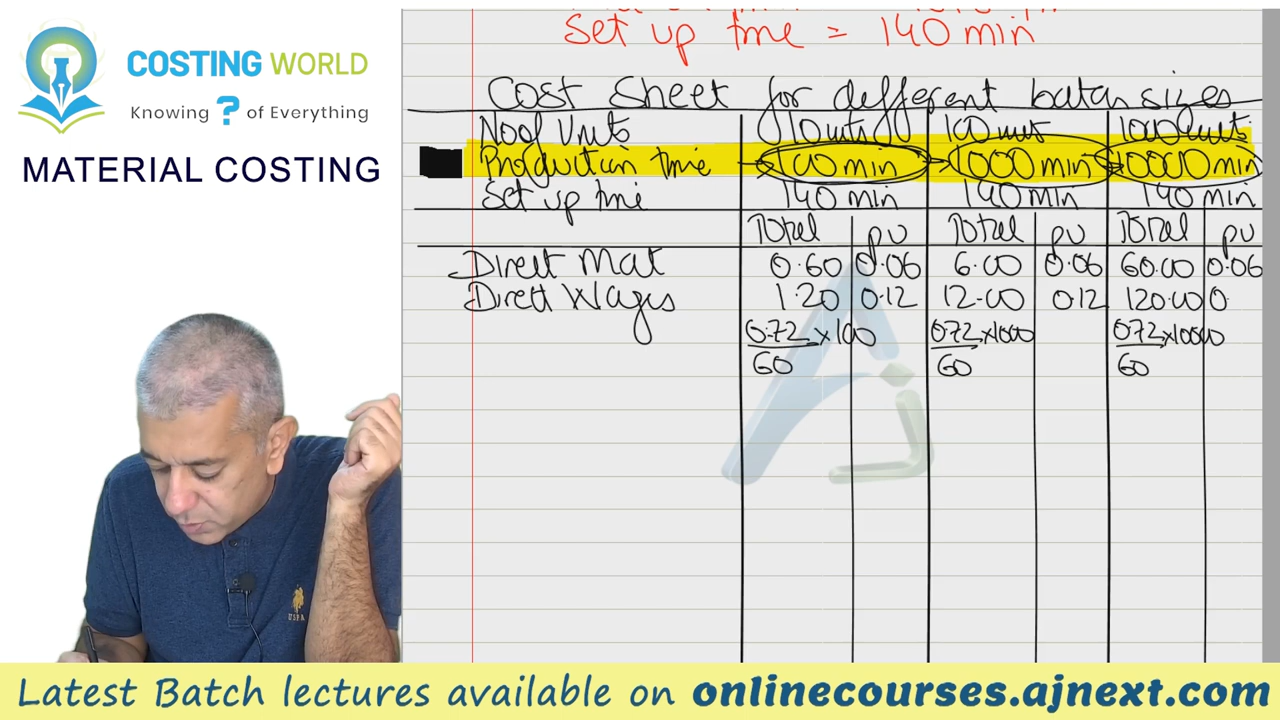 COSTING WORLD
Knowing ? of Everything
MATERIAL COSTING
Set up time = 140 min
Cost Sheet for different batch sizes
No of Units 10 units 100 units 1000 units
Production time → 100 min → 1000 min → 10000 min
Set up time 140 min 140 min 140 min
Total pu Total pu Total pu
Direct Mat 0.60 0.06 6.00 0.06 60.00 0.06
Direct Wages 1.20 0.12 12.00 0.12 120.00 0.
0.72 ×100 0.72 ×1000 0.72 ×10000
60 60 60
U.S. P.A.
Latest Batch lectures available on onlinecourses.ajnext.com